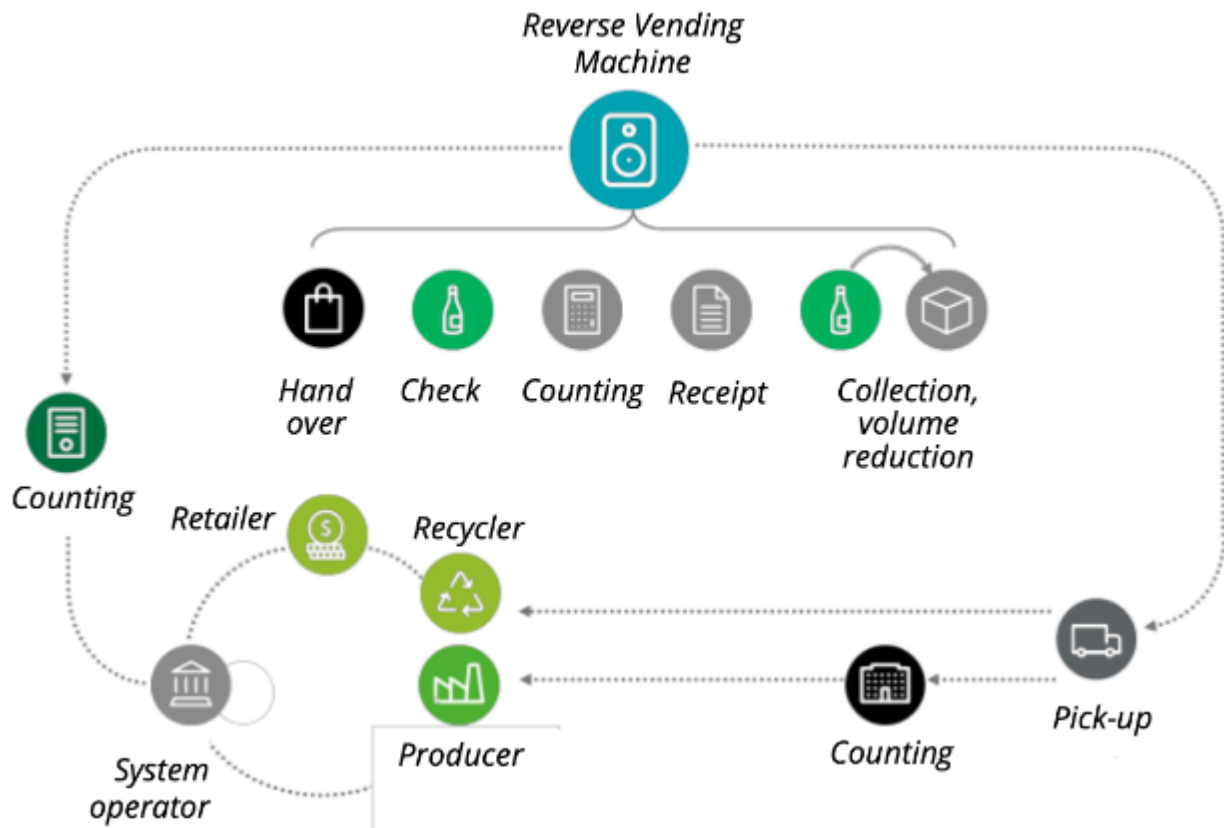 Reverse Vending
Machine
Hand
over
Check
Counting
Receipt
Collection,
volume
reduction
Counting
Retailer
Recycler
System
operator
Producer
Counting
Pick-up